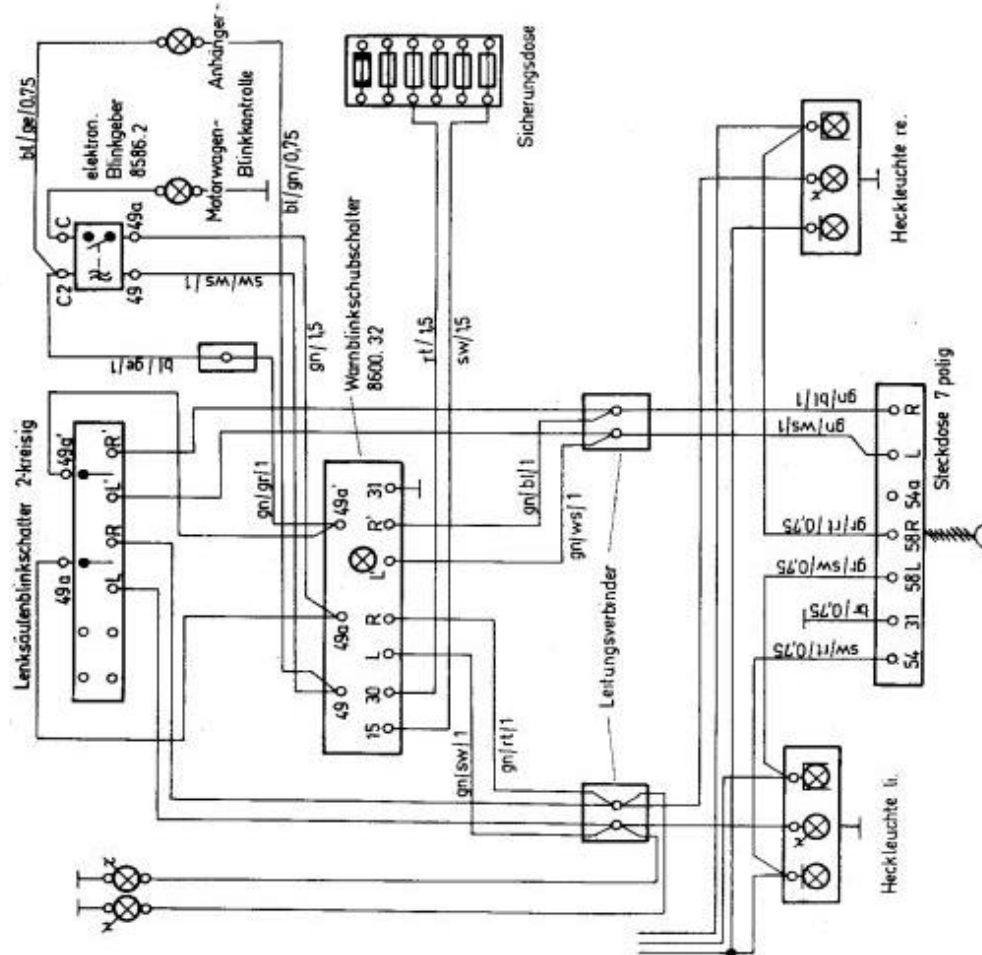 Lenksäulenblinkschalter 2-kreisig
49a
49a'
L
R
L'
R'
bl/ge/0,75
elektron.
Blinkgeber
8586.2
C2
C
49
49a
Motorwagen-
Anhänger-
Blinkkontrolle
bl/gn/0,75
sw/ws/1
bl/ge/1
gn/1,5
gn/gr/1
Warnblinkschubschalter
8600.32
49
49a
49a'
15
30
L
R
L'
R'
31
rt/1,5
sw/1,5
Sicherungsdose
gn/sw/1
gn/rt/1
gn/bl/1
gn/ws/1
Leitungsverbinder
gn/bl/1
gn/ws/1
gr/rt/0,75
gr/sw/0,75
br/0,75
sw/rt/0,75
54
31
58L
58R
54a
L
R
Steckdose 7 polig
Heckleuchte li.
Heckleuchte re.